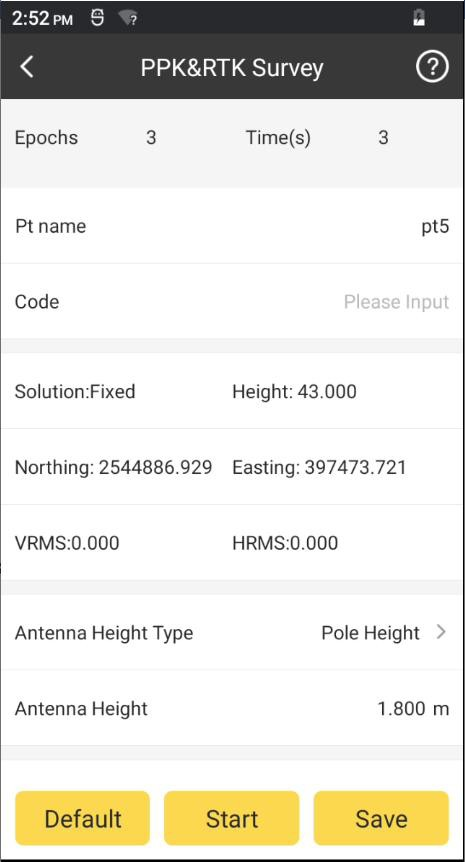 2:52 PM
PPK&RTK Survey
Epochs 3 Time(s) 3
Pt name pt5
Code Please Input
Solution:Fixed Height: 43.000
Northing: 2544886.929 Easting: 397473.721
VRMS:0.000 HRMS:0.000
Antenna Height Type Pole Height
Antenna Height 1.800 m
Default Start Save